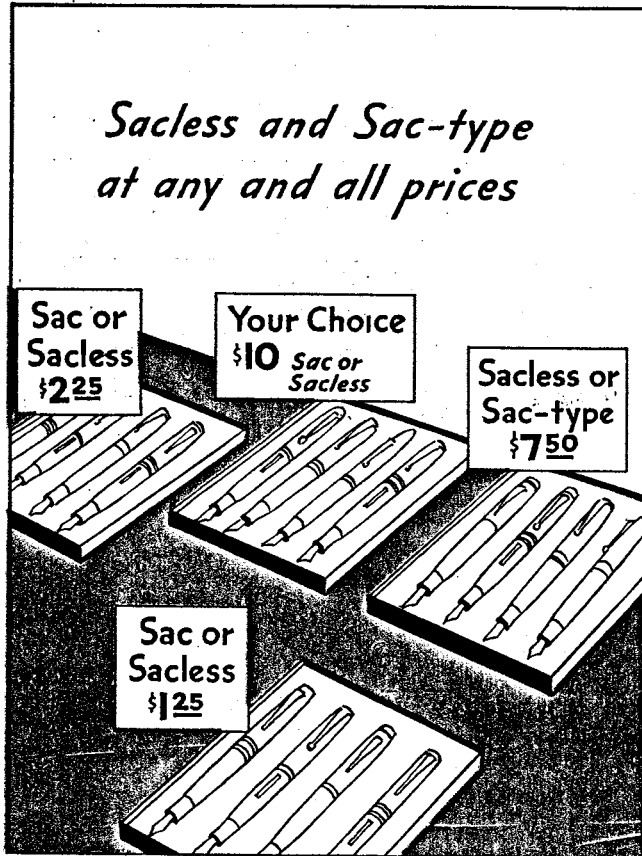 Sacless and Sac-type
at any and all prices
Sac or
Sacless
$2.25
Your Choice
$10 Sac or
Sacless
Sacless or
Sac-type
$7.50
Sac or
Sacless
$1.25